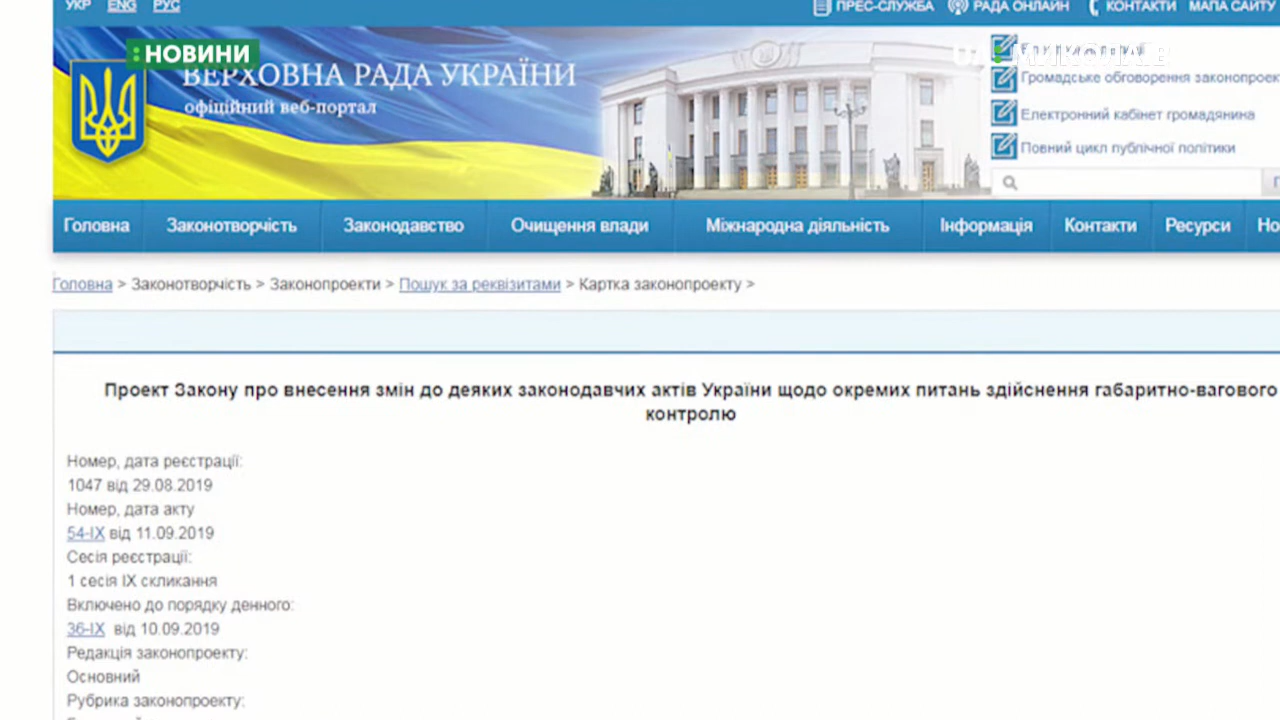 УКР ENG РУС ПРЕС-СЛУЖБА РАДА ОНЛАЙН КОНТАКТИ МАПА САЙТУ
НОВИНИ
ВЕРХОВНА РАДА УКРАЇНИ
офіційний веб-портал
UA: МИКОЛАЇВ
Громадське обговорення законопроект
Електронний кабінет громадянина
Повний цикл публічної політики
Головна Законотворчість Законодавство Очищення влади Міжнародна діяльність Інформація Контакти Ресурси Но
Головна > Законотворчість > Законопроекти > Пошук за реквізитами > Картка законопроекту >
Проект Закону про внесення змін до деяких законодавчих актів України щодо окремих питань здійснення габаритно-вагового
контролю
Номер, дата реєстрації:
1047 від 29.08.2019
Номер, дата акту
54-IX від 11.09.2019
Сесія реєстрації:
1 сесія IX скликання
Включено до порядку денного:
36-IX від 10.09.2019
Редакція законопроекту:
Основний
Рубрика законопроекту: